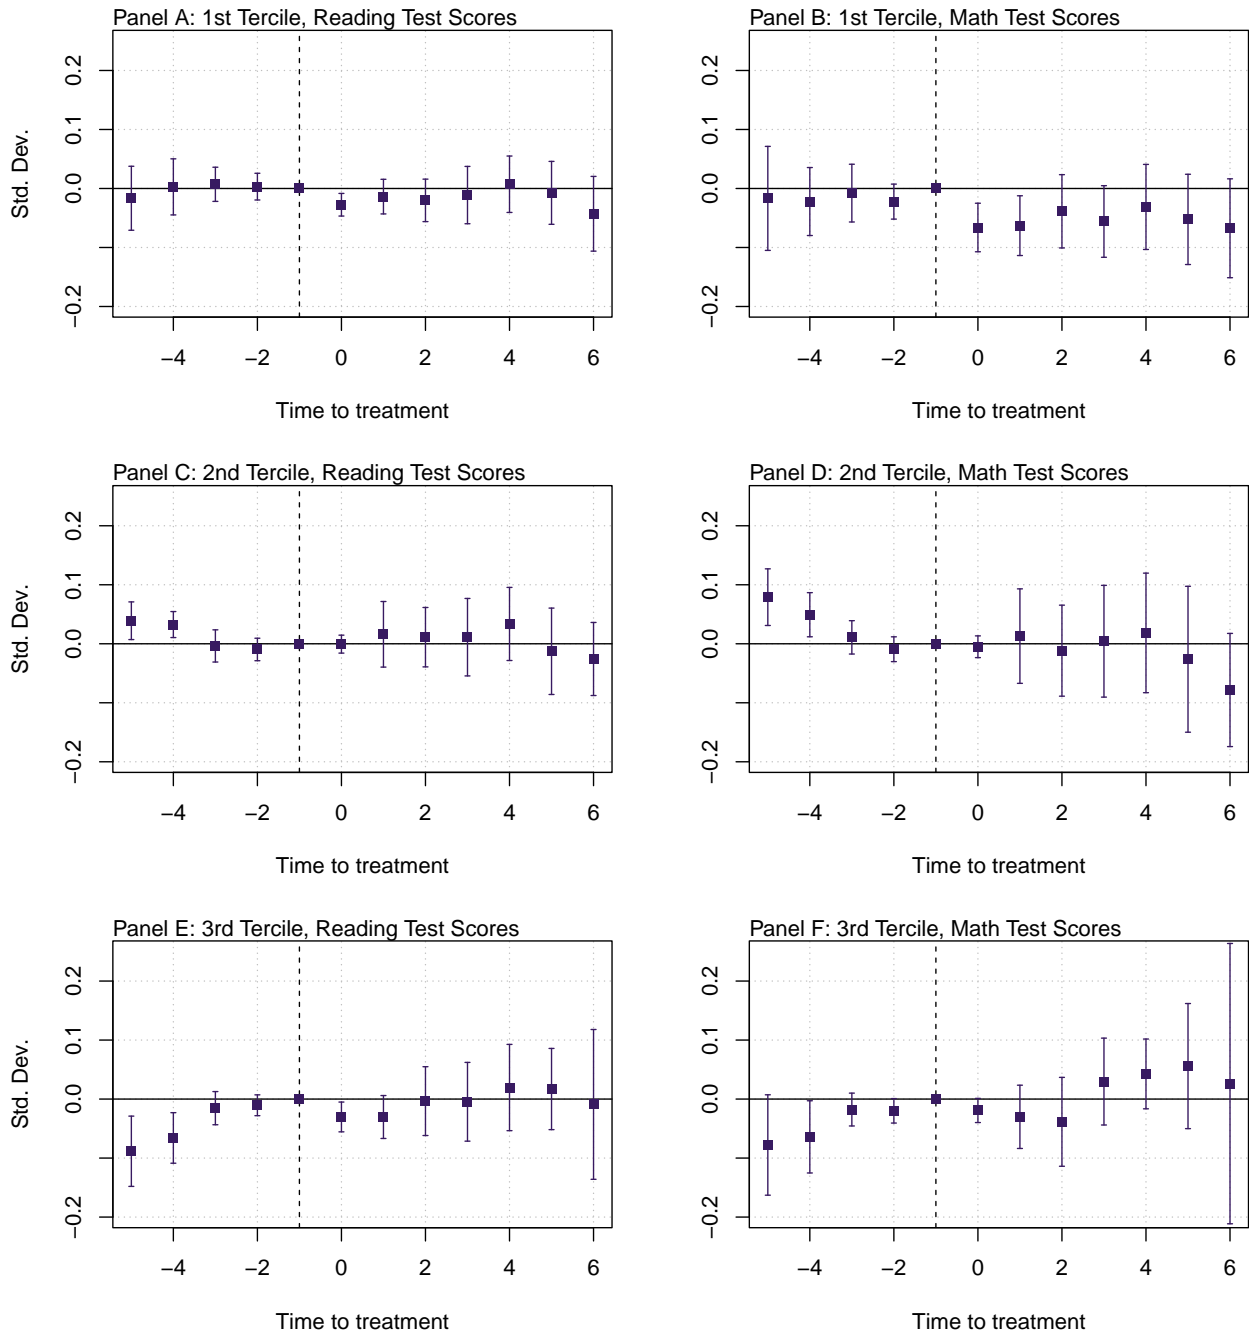 Panel A: 1st Tercile, Reading Test Scores
Std. Dev.
0.2
0.1
0.0
−0.2
−4 −2 0 2 4 6
Time to treatment
Panel B: 1st Tercile, Math Test Scores
0.2
0.1
0.0
−0.2
−4 −2 0 2 4 6
Time to treatment
Panel C: 2nd Tercile, Reading Test Scores
Std. Dev.
0.2
0.1
0.0
−0.2
−4 −2 0 2 4 6
Time to treatment
Panel D: 2nd Tercile, Math Test Scores
0.2
0.1
0.0
−0.2
−4 −2 0 2 4 6
Time to treatment
Panel E: 3rd Tercile, Reading Test Scores
Std. Dev.
0.2
0.1
0.0
−0.2
−4 −2 0 2 4 6
Time to treatment
Panel F: 3rd Tercile, Math Test Scores
0.2
0.1
0.0
−0.2
−4 −2 0 2 4 6
Time to treatment